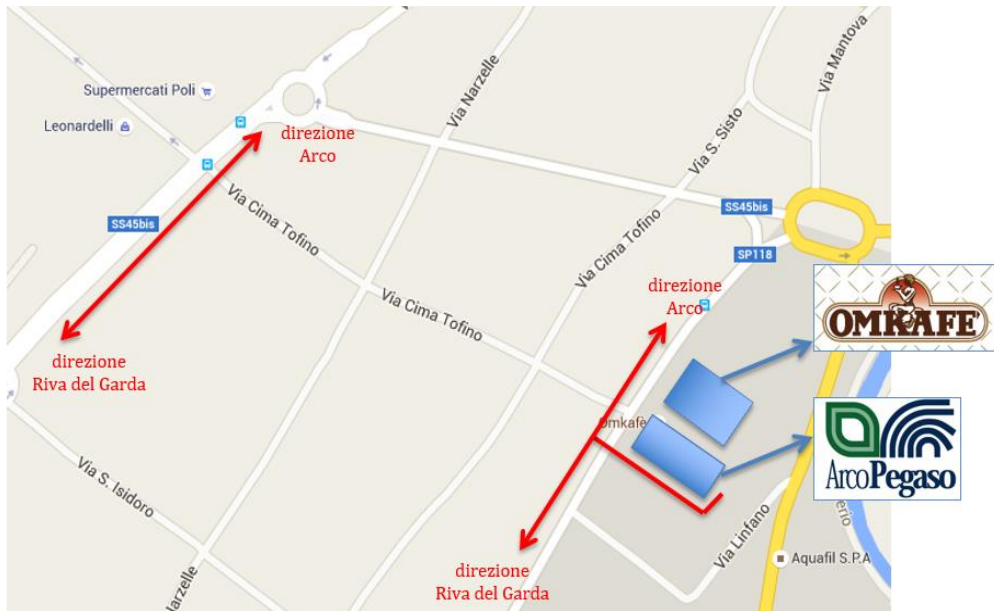 Supermercati Poli
Leonardelli
direzione
Arco
Via Narzelle
Via S. Sisto
Via Mantova
SS45bis
Via Cima Tofino
Via Cima Tofino
Via Cima Tofino
SS45bis
SP118
direzione
Arco
OMKAFE'
direzione
Riva del Garda
Omkafè
ArcoPegaso
Via S. Isidoro
Via Linfano
Aquafil S.P.A
direzione
Riva del Garda
Via Narzelle